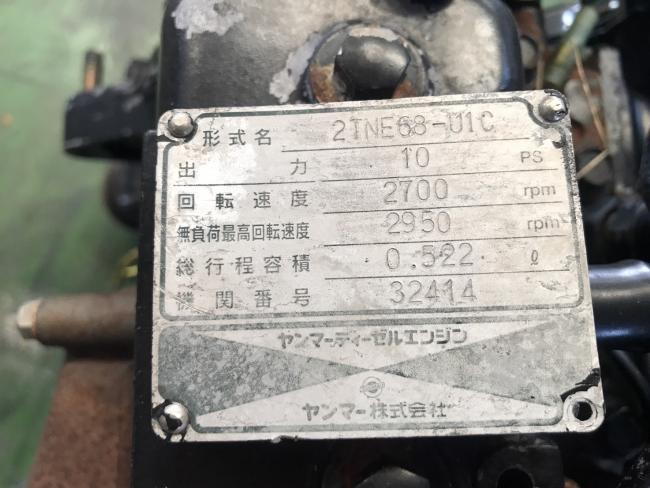 形式名 2TNE68-U1C
出力 10 PS
回転速度 2700 rpm
無負荷最高回転速度 2950 rpm
総行程容積 0.522 ℓ
機関番号 32414
ヤンマーディーゼルエンジン
ヤンマー株式会社